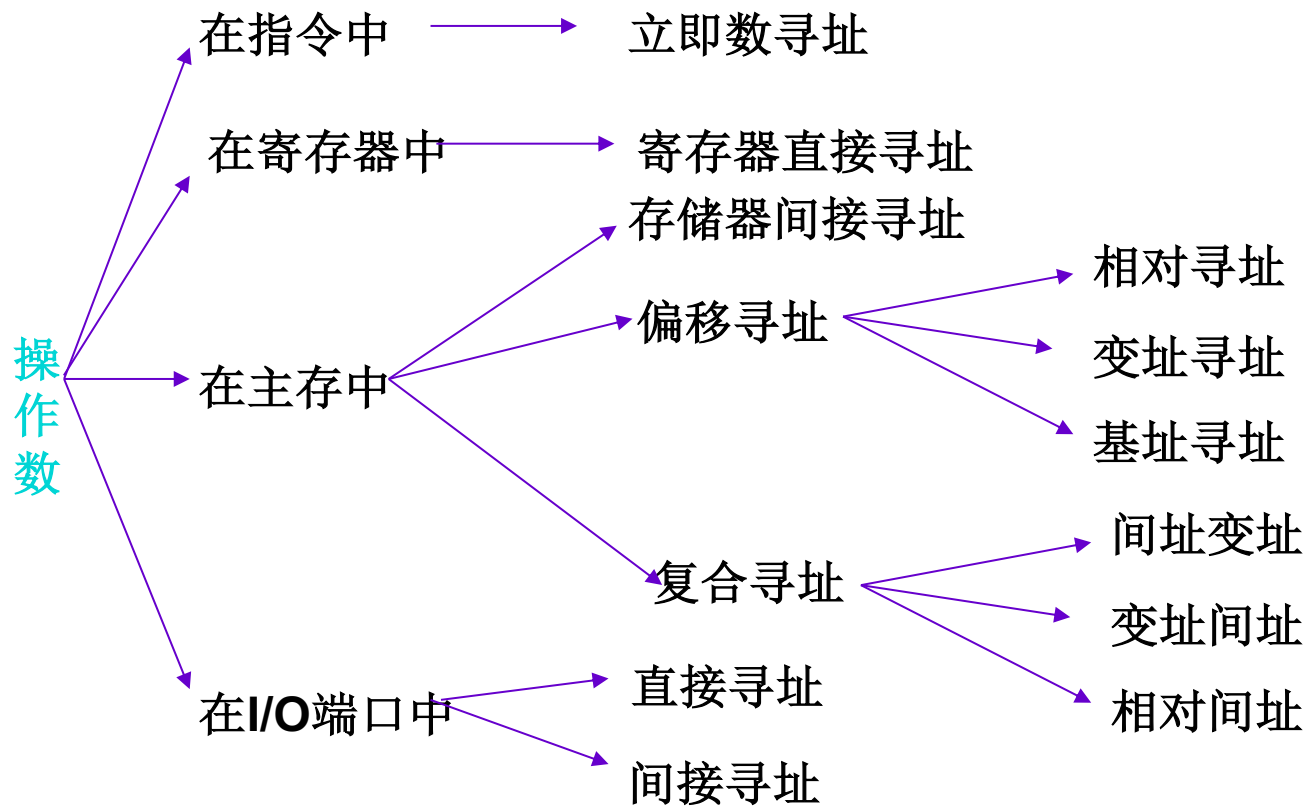 在指令中
立即数寻址
在寄存器中
寄存器直接寻址
存储器间接寻址
相对寻址
偏移寻址
变址寻址
操
作
数
在主存中
基址寻址
间址变址
复合寻址
变址间址
直接寻址
相对间址
在I/O端口中
间接寻址